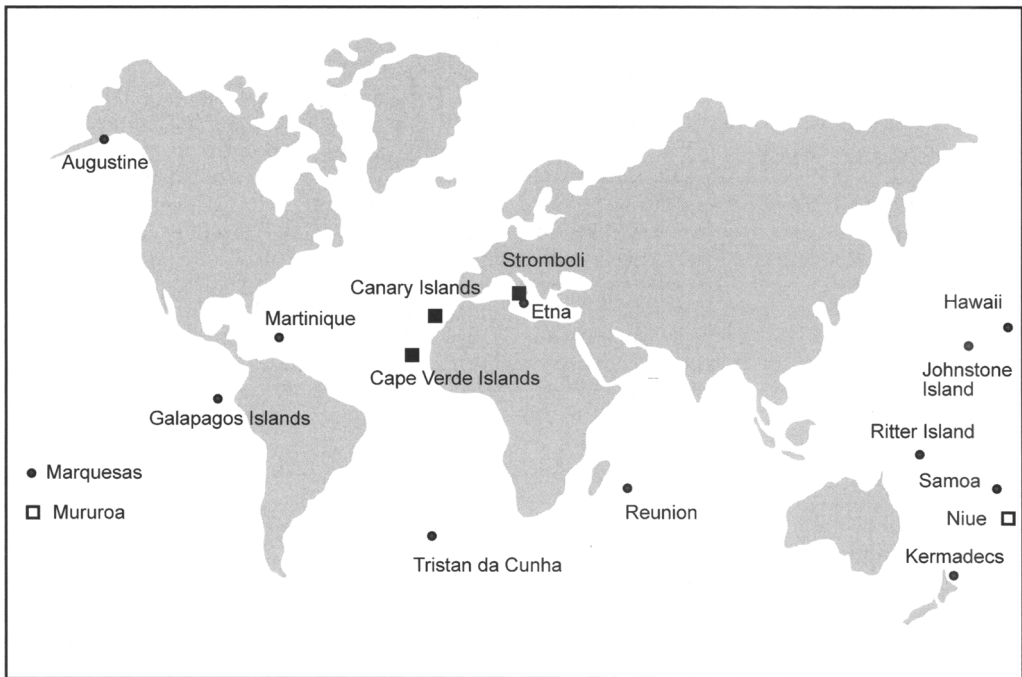 Augustine
Stromboli
Canary Islands
Etna
Hawaii
Martinique
Johnstone
Island
Cape Verde Islands
Galapagos Islands
Ritter Island
Marquesas
Samoa
Mururoa
Reunion
Niue
Kermadecs
Tristan da Cunha